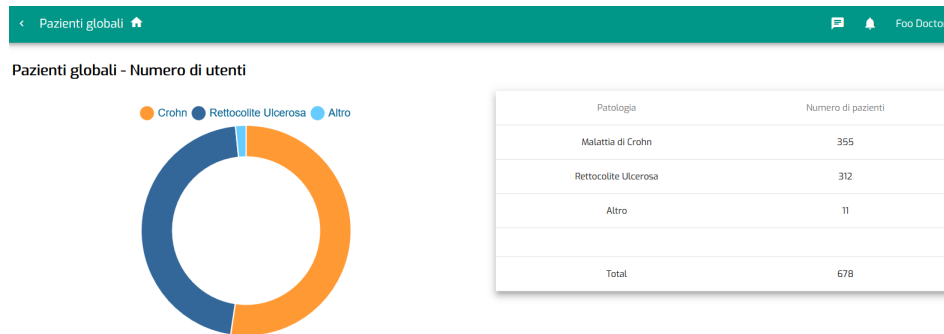 Pazienti globali
Foo Doctor
Pazienti globali - Numero di utenti
Crohn Rettocolite Ulcerosa Altro
Patologia Numero di pazienti
Malattia di Crohn 355
Rettocolite Ulcerosa 312
Altro 11
Total 678